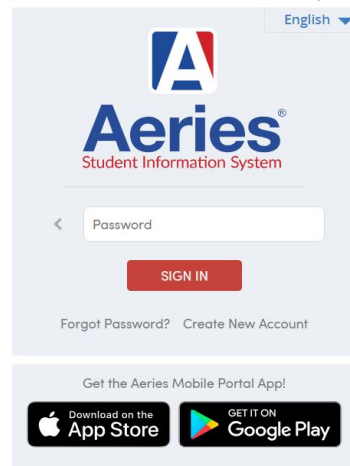 English
A
Aeries®
Student Information System
Password
SIGN IN
Forgot Password? Create New Account
Get the Aeries Mobile Portal App!
Download on the
App Store
GET IT ON
Google Play